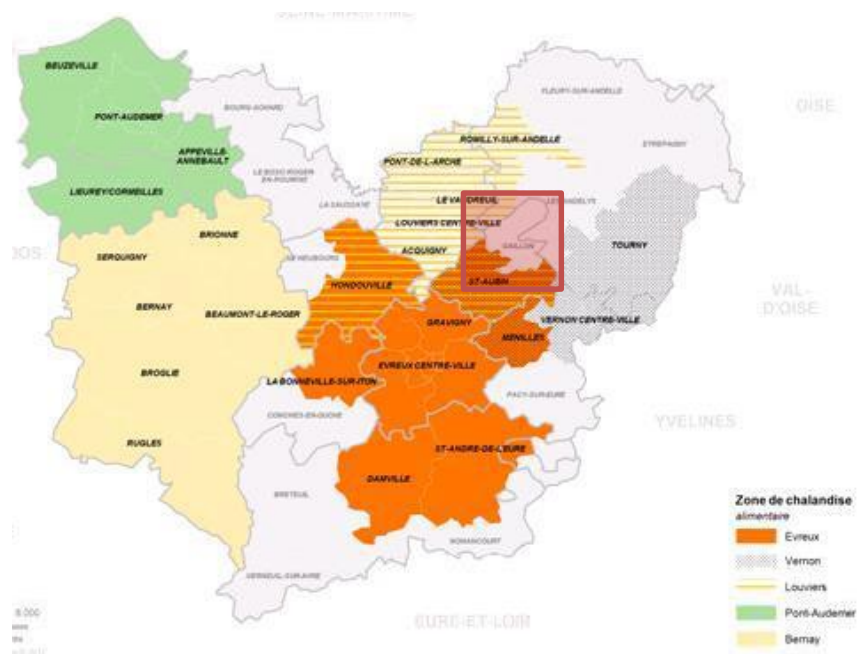 SEINE-MARITIME
BEUZEVILLE
FLEURY-SUR-ANDELLE
OISE
BOURG-ACHARD
PONT-AUDEMER
ROMILLY-SUR-ANDELLE
ETREPAGNY
APPEVILLE-
ANNEBAULT
PONT-DE-L-ARCHE
LE BOSC ROGER
EN-ROUMOIS
LIEUREY/CORMEILLES
LE VAUDREUIL
LES ANDELYS
LA SAUSSAYE
LOUVIERS CENTRE-VILLE
BRIONNE
TOURNY
GAILLON
ACQUIGNY
SERQUIGNY
LE NEUBOURG
HONDOUVILLE
ST-AUBIN
VAL-
D'OISE
BERNAY
BEAUMONT-LE-ROGER
GRAVIGNY
VERNON CENTRE-VILLE
MENILLES
BROGLIE
EVREUX CENTRE-VILLE
LA BONNEVILLE-SUR-ITON
PACY-SUR-EURE
CONCHES-EN-OUCHE
YVELINES
RUGLES
ST-ANDRE-DE-L'EURE
DAMVILLE
BRETEUIL
NONANCOURT
VERNEUIL-SUR-AVRE
EURE-ET-LOIR
Zone de chalandise
alimentaire
Evreux
Vernon
Louviers
Pont-Audemer
Bernay